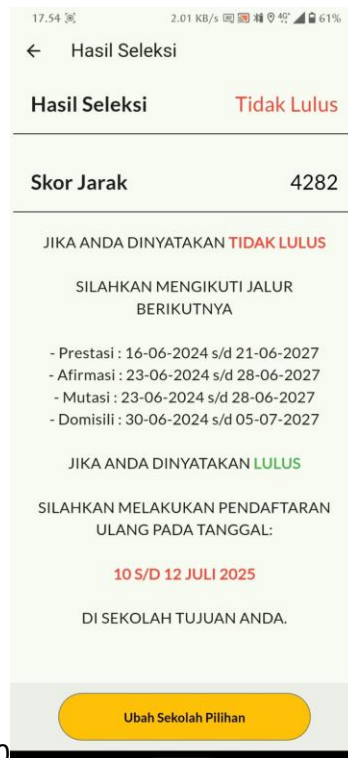 17.54 2.01 KB/s 61%
← Hasil Seleksi
Hasil Seleksi Tidak Lulus
Skor Jarak 4282
JIKA ANDA DINYATAKAN TIDAK LULUS
SILAHKAN MENGIKUTI JALUR
BERIKUTNYA
- Prestasi : 16-06-2024 s/d 21-06-2027
- Afirmasi : 23-06-2024 s/d 28-06-2027
- Mutasi : 23-06-2024 s/d 28-06-2027
- Domisili : 30-06-2024 s/d 05-07-2027
JIKA ANDA DINYATAKAN LULUS
SILAHKAN MELAKUKAN PENDAFTARAN
ULANG PADA TANGGAL:
10 S/D 12 JULI 2025
DI SEKOLAH TUJUAN ANDA.
Ubah Sekolah Pilihan